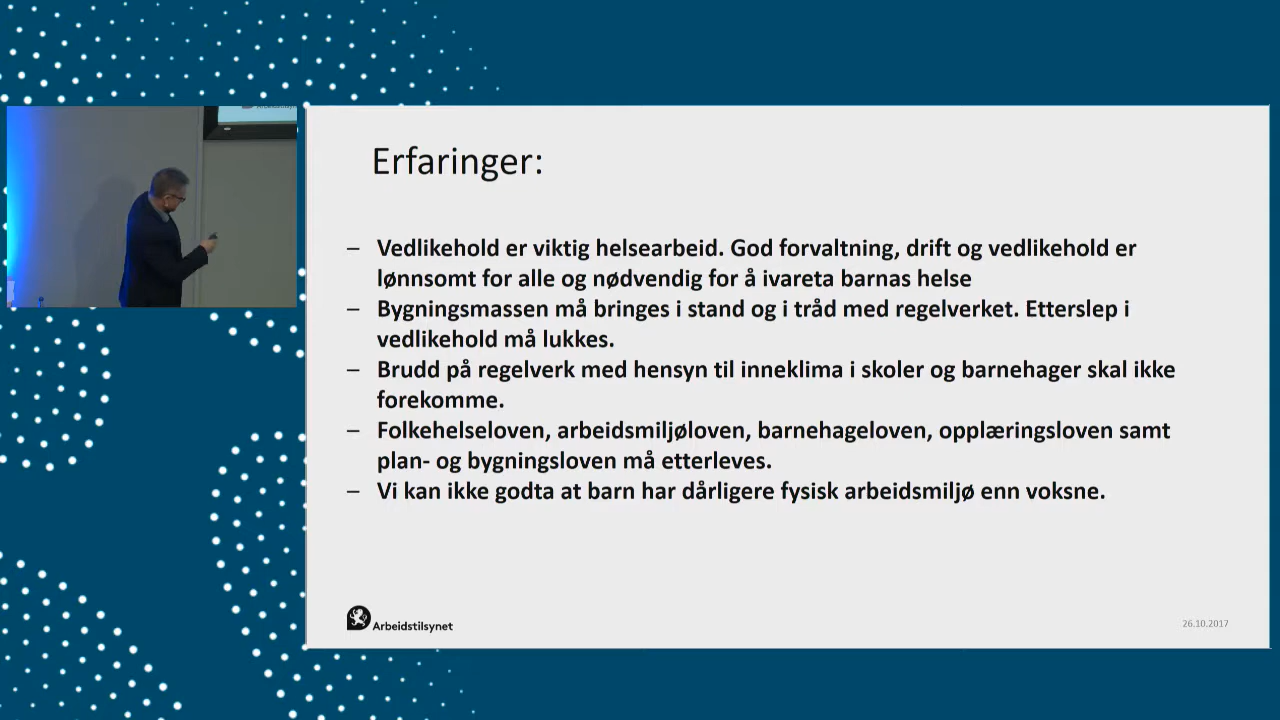 Erfaringer:
– Vedlikehold er viktig helsearbeid. God forvaltning, drift og vedlikehold er
lønnsomt for alle og nødvendig for å ivareta barnas helse
– Bygningsmassen må bringes i stand og i tråd med regelverket. Etterslep i
vedlikehold må lukkes.
– Brudd på regelverk med hensyn til inneklima i skoler og barnehager skal ikke
forekomme.
– Folkehelseloven, arbeidsmiljøloven, barnehageloven, opplæringsloven samt
plan- og bygningsloven må etterleves.
– Vi kan ikke godta at barn har dårligere fysisk arbeidsmiljø enn voksne.
Arbeidstilsynet
26.10.2017